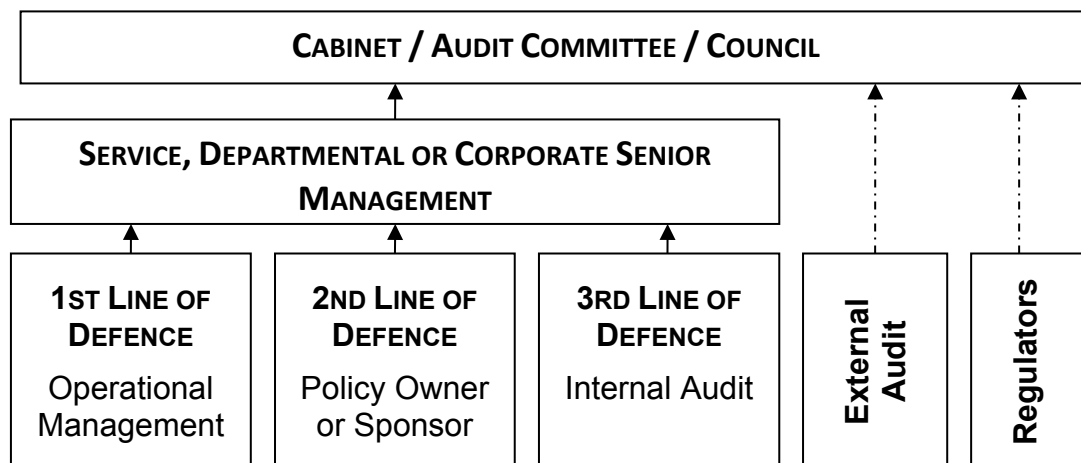 CABINET / AUDIT COMMITTEE / COUNCIL
SERVICE, DEPARTMENTAL OR CORPORATE SENIOR
MANAGEMENT
1ST LINE OF
DEFENCE
Operational
Management
2ND LINE OF
DEFENCE
Policy Owner
or Sponsor
3RD LINE OF
DEFENCE
Internal Audit
External
Audit
Regulators